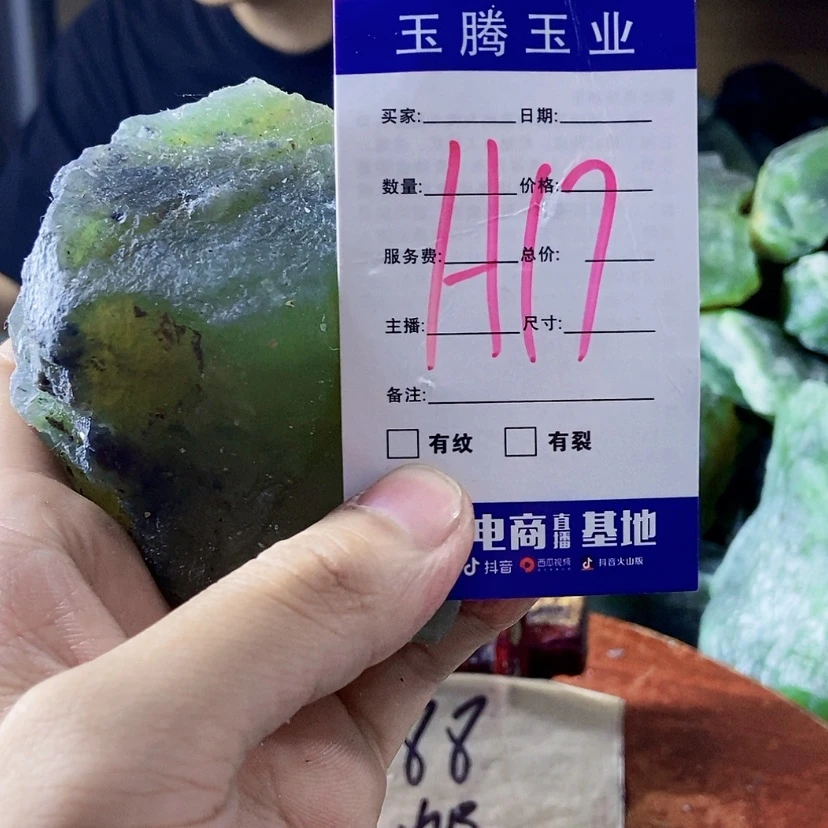 玉腾玉业
买家: 日期:
数量: 价格:
服务费: 总价:
主播: 尺寸:
备注:
有纹 有裂
H17
电商直播基地
抖音 西瓜视频 抖音火山版
88